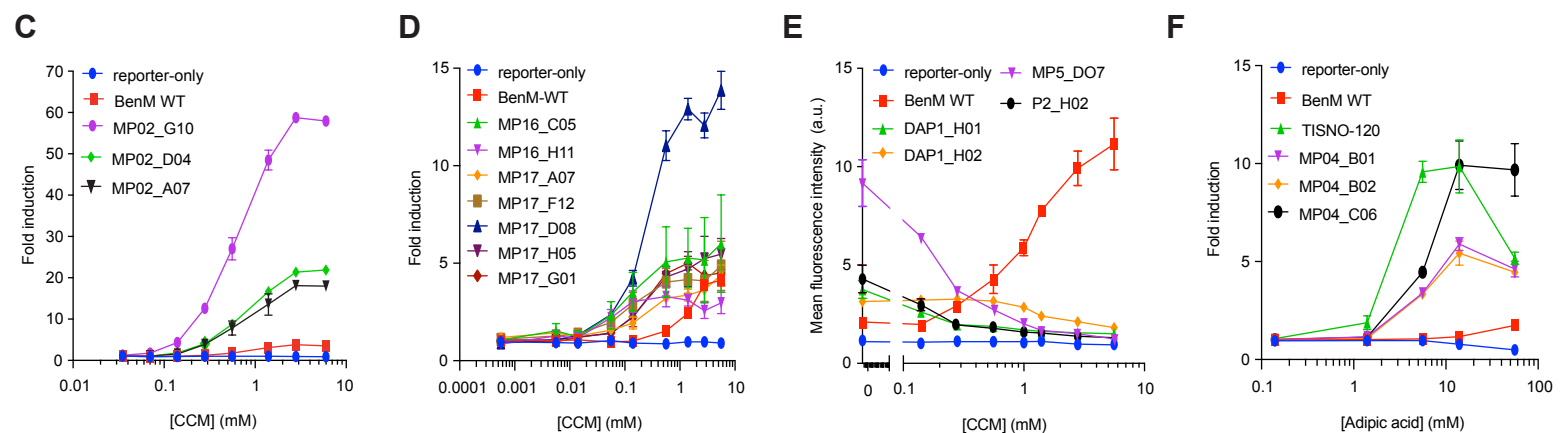 C
70
60
50
40
30
20
10
0
Fold induction
reporter-only
BenM WT
MP02_G10
MP02_D04
MP02_A07
0.01
0.1
1
10
[CCM] (mM)
D
15
10
5
0
Fold induction
reporter-only
BenM-WT
MP16_C05
MP16_H11
MP17_A07
MP17_F12
MP17_D08
MP17_H05
MP17_G01
0.0001
0.001
0.01
0.1
1
10
[CCM] (mM)
E
15
10
5
0
Mean fluorescence intensity (a.u.)
reporter-only
BenM WT
DAP1_H01
DAP1_H02
MP5_DO7
P2_H02
0
0.1
1
10
[CCM] (mM)
F
15
10
5
0
Fold induction
reporter-only
BenM WT
TISNO-120
MP04_B01
MP04_B02
MP04_C06
0.1
1
10
100
[Adipic acid] (mM)